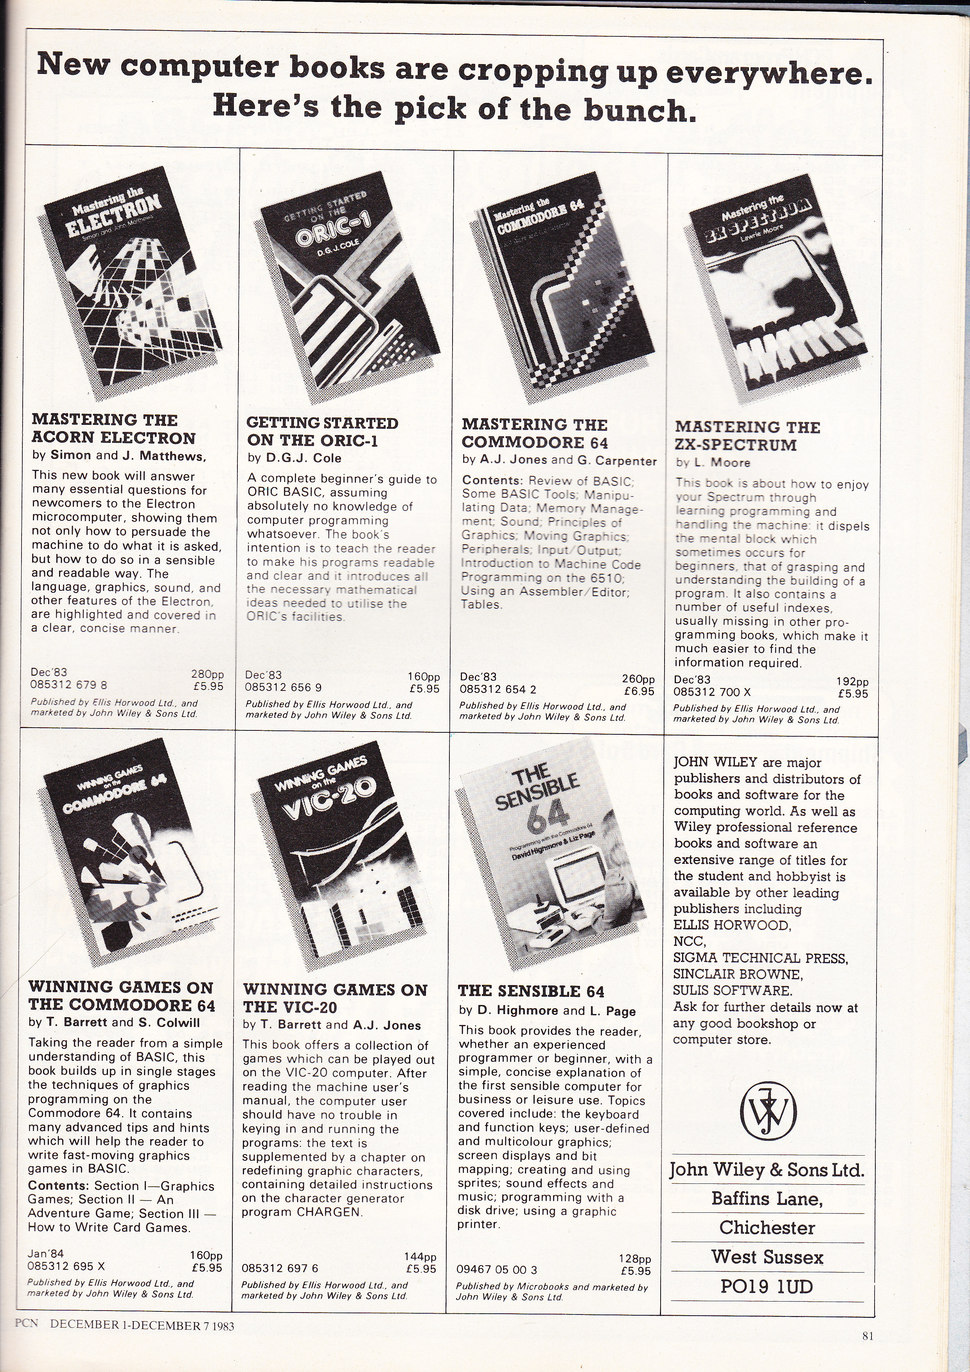 New computer books are cropping up everywhere.
Here's the pick of the bunch.
Mastering the
ELECTRON
Simon and John Matthews
GETTING STARTED
ON THE
ORIC-1
D.G.J. COLE
Mastering the
COMMODORE 64
Mastering the
ZX SPECTRUM
Lawrie Moore
MASTERING THE
ACORN ELECTRON
by Simon and J. Matthews,
This new book will answer
many essential questions for
newcomers to the Electron
microcomputer, showing them
not only how to persuade the
machine to do what it is asked,
but how to do so in a sensible
and readable way. The
language, graphics, sound, and
other features of the Electron,
are highlighted and covered in
a clear, concise manner.
Dec'83 280pp
085312 679 8 £5.95
Published by Ellis Horwood Ltd., and
marketed by John Wiley & Sons Ltd.
GETTING STARTED
ON THE ORIC-1
by D.G.J. Cole
A complete beginner's guide to
ORIC BASIC, assuming
absolutely no knowledge of
computer programming
whatsoever. The book's
intention is to teach the reader
to make his programs readable
and clear and it introduces all
the necessary mathematical
ideas needed to utilise the
ORIC's facilities.
Dec'83 160pp
085312 656 9 £5.95
Published by Ellis Horwood Ltd., and
marketed by John Wiley & Sons Ltd.
MASTERING THE
COMMODORE 64
by A.J. Jones and G. Carpenter
Contents: Review of BASIC;
Some BASIC Tools; Manipu-
lating Data; Memory Manage-
ment; Sound; Principles of
Graphics; Moving Graphics;
Peripherals; Input/Output;
Introduction to Machine Code
Programming on the 6510;
Using an Assembler/Editor;
Tables.
Dec'83 260pp
085312 654 2 £6.95
Published by Ellis Horwood Ltd., and
marketed by John Wiley & Sons Ltd.
MASTERING THE
ZX-SPECTRUM
by L. Moore
This book is about how to enjoy
your Spectrum through
learning programming and
handling the machine: it dispels
the mental block which
sometimes occurs for
beginners, that of grasping and
understanding the building of a
program. It also contains a
number of useful indexes,
usually missing in other pro-
gramming books, which make it
much easier to find the
information required.
Dec'83 192pp
085312 700 X £5.95
Published by Ellis Horwood Ltd., and
marketed by John Wiley & Sons Ltd.
WINNING GAMES
on the
COMMODORE 64
WINNING GAMES
on the
VIC-20
THE
SENSIBLE
64
Programming with the Commodore 64
David Highmore & Liz Page
WINNING GAMES ON
THE COMMODORE 64
by T. Barrett and S. Colwill
Taking the reader from a simple
understanding of BASIC, this
book builds up in single stages
the techniques of graphics
programming on the
Commodore 64. It contains
many advanced tips and hints
which will help the reader to
write fast-moving graphics
games in BASIC.
Contents: Section I—Graphics
Games; Section II — An
Adventure Game; Section III —
How to Write Card Games.
Jan'84 160pp
085312 695 X £5.95
Published by Ellis Horwood Ltd., and
marketed by John Wiley & Sons Ltd.
WINNING GAMES ON
THE VIC-20
by T. Barrett and A.J. Jones
This book offers a collection of
games which can be played out
on the VIC-20 computer. After
reading the machine user's
manual, the computer user
should have no trouble in
keying in and running the
programs: the text is
supplemented by a chapter on
redefining graphic characters,
containing detailed instructions
on the character generator
program CHARGEN.
144pp
085312 697 6 £5.95
Published by Ellis Horwood Ltd., and
marketed by John Wiley & Sons Ltd.
THE SENSIBLE 64
by D. Highmore and L. Page
This book provides the reader,
whether an experienced
programmer or beginner, with a
simple, concise explanation of
the first sensible computer for
business or leisure use. Topics
covered include: the keyboard
and function keys; user-defined
and multicolour graphics;
screen displays and bit
mapping; creating and using
sprites; sound effects and
music; programming with a
disk drive; using a graphic
printer.
128pp
09467 05 00 3 £5.95
Published by Microbooks and marketed by
John Wiley & Sons Ltd.
JOHN WILEY are major
publishers and distributors of
books and software for the
computing world. As well as
Wiley professional reference
books and software an
extensive range of titles for
the student and hobbyist is
available by other leading
publishers including
ELLIS HORWOOD,
NCC,
SIGMA TECHNICAL PRESS,
SINCLAIR BROWNE,
SULIS SOFTWARE.
Ask for further details now at
any good bookshop or
computer store.
John Wiley & Sons Ltd.
Baffins Lane,
Chichester
West Sussex
PO19 1UD
PCN DECEMBER 1-DECEMBER 7 1983
81